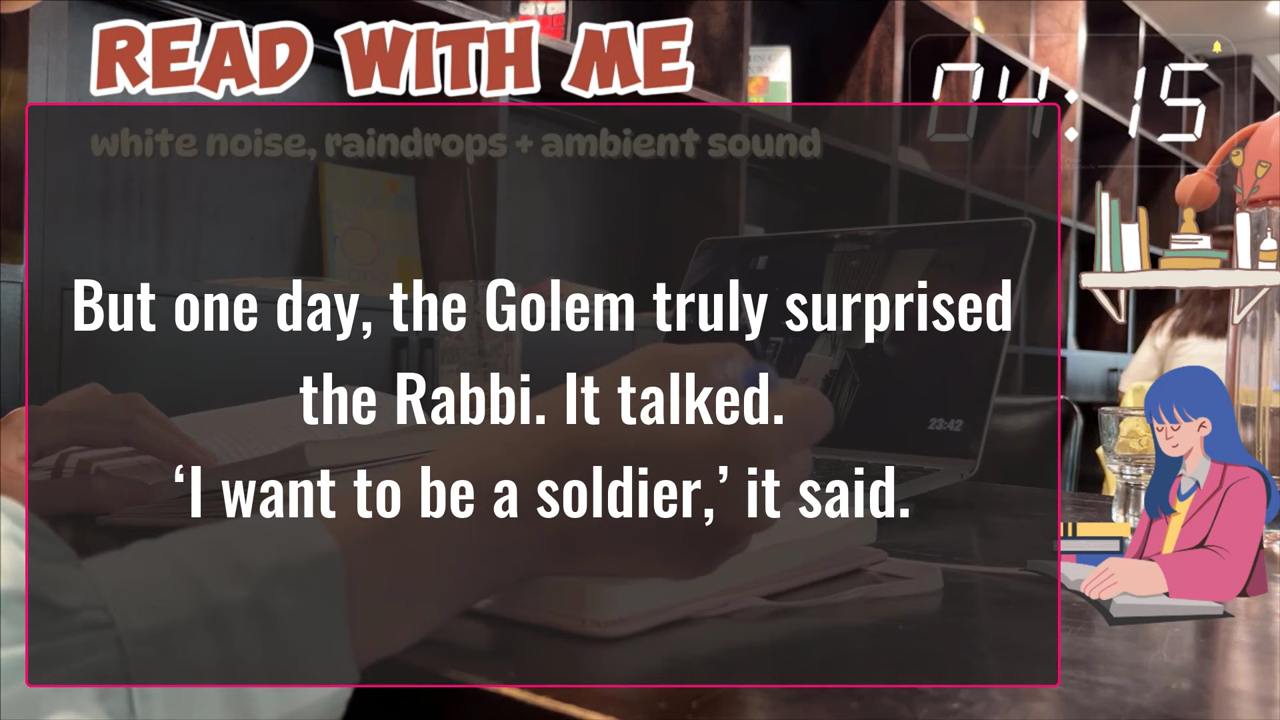 READ WITH ME
04:15
white noise, raindrops + ambient sound
But one day, the Golem truly surprised
the Rabbi. It talked.
‘I want to be a soldier,’ it said.
23:42